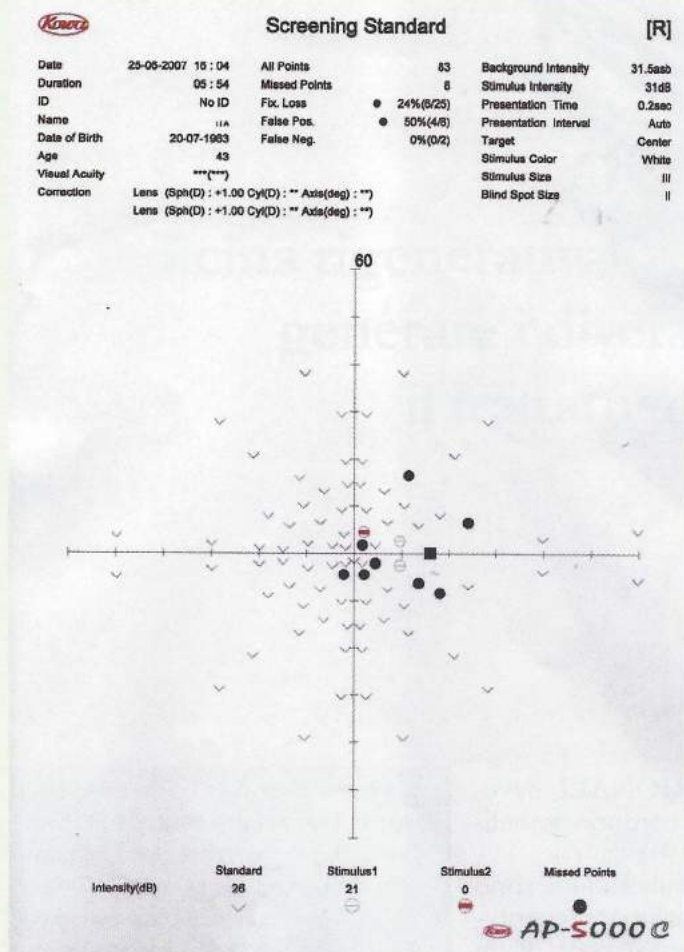 Kowa
Screening Standard
[R]
Date 25-06-2007 16:04
Duration 05:54
ID No ID
Name
Date of Birth 20-07-1963
Age 43
Visual Acuity ***(***)
Correction Lens (Sph(D) : +1.00 Cyl(D) : ** Axis(deg) : **)
Lens (Sph(D) : +1.00 Cyl(D) : ** Axis(deg) : **)
All Points 83
Missed Points 8
Fix. Loss ● 24%(6/25)
False Pos. ● 50%(4/8)
False Neg. 0%(0/2)
Background Intensity 31.5asb
Stimulus Intensity 31dB
Presentation Time 0.2sec
Presentation Interval Auto
Target Center
Stimulus Color White
Stimulus Size III
Blind Spot Size II
60
Standard Stimulus1 Stimulus2 Missed Points
Intensity(dB) 26 21 0
Kowa AP-5000C